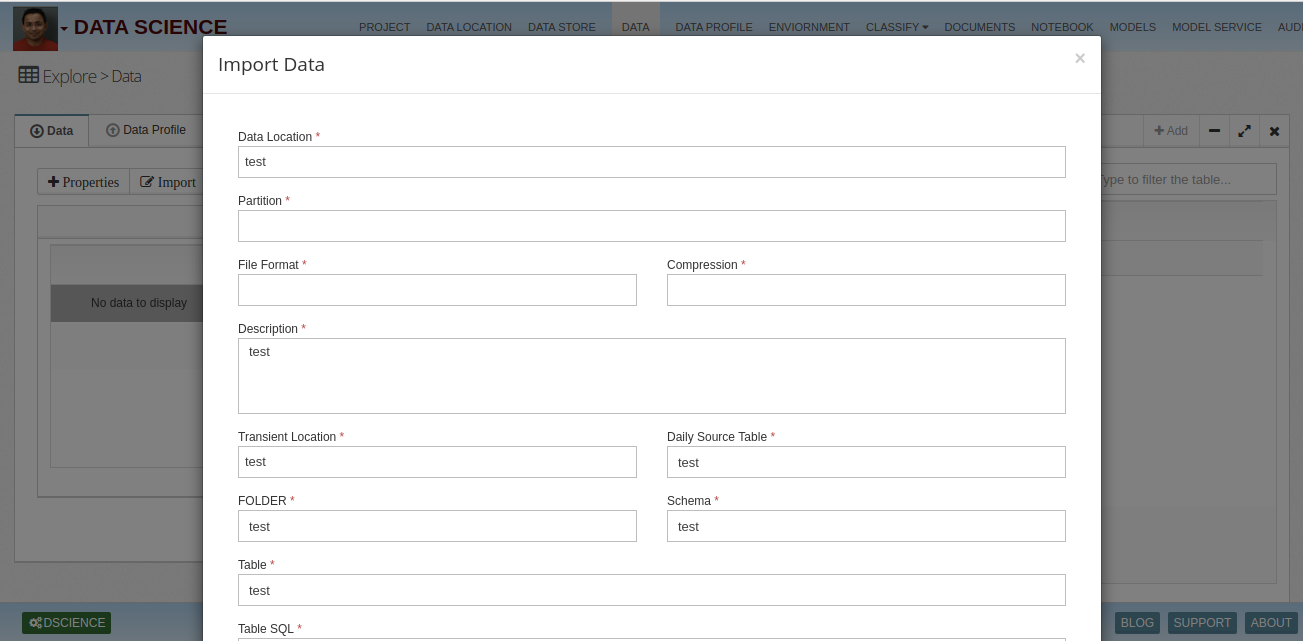 DATA SCIENCE
PROJECT DATA LOCATION DATA STORE DATA DATA PROFILE ENVIORNMENT CLASSIFY DOCUMENTS NOTEBOOK MODELS MODEL SERVICE AUDI
Explore > Data
Import Data
×
Data
Data Profile
Add
Properties
Import
Type to filter the table...
No data to display
Data Location *
test
Partition *
File Format *
Compression *
Description *
test
Transient Location *
test
Daily Source Table *
test
FOLDER *
test
Schema *
test
Table *
test
Table SQL *
DSCIENCE
BLOG
SUPPORT
ABOUT